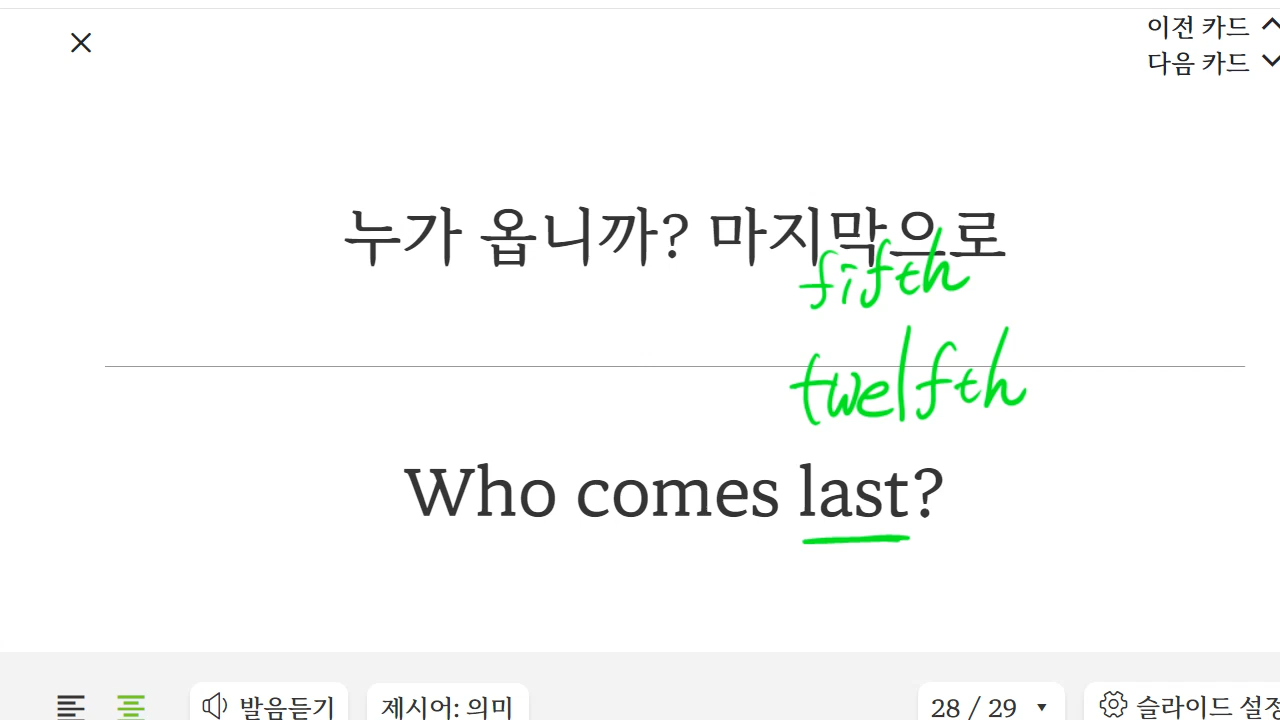 이전 카드
다음 카드
누가 옵니까? 마지막으로
fifth
twelfth
Who comes last?
발음듣기
제시어: 의미
28 / 29
슬라이드 설정